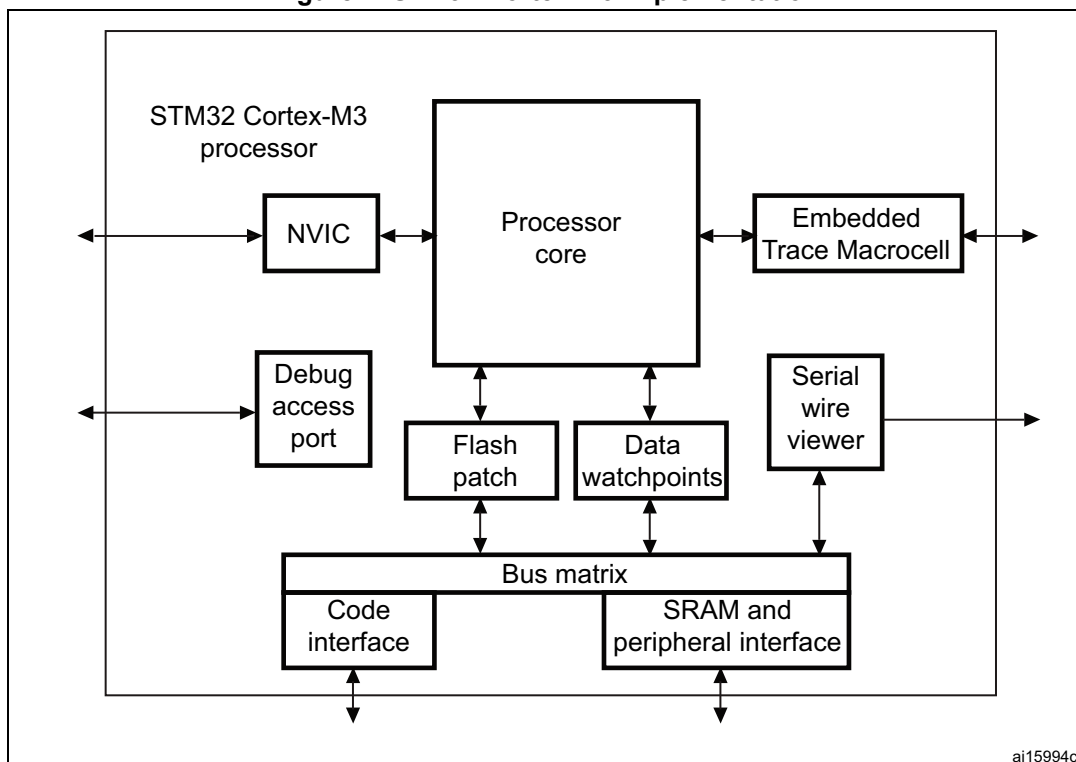 STM32 Cortex-M3
processor
NVIC
Processor
core
Embedded
Trace Macrocell
Debug
access
port
Flash
patch
Data
watchpoints
Serial
wire
viewer
Bus matrix
Code
interface
SRAM and
peripheral interface
ai15994c